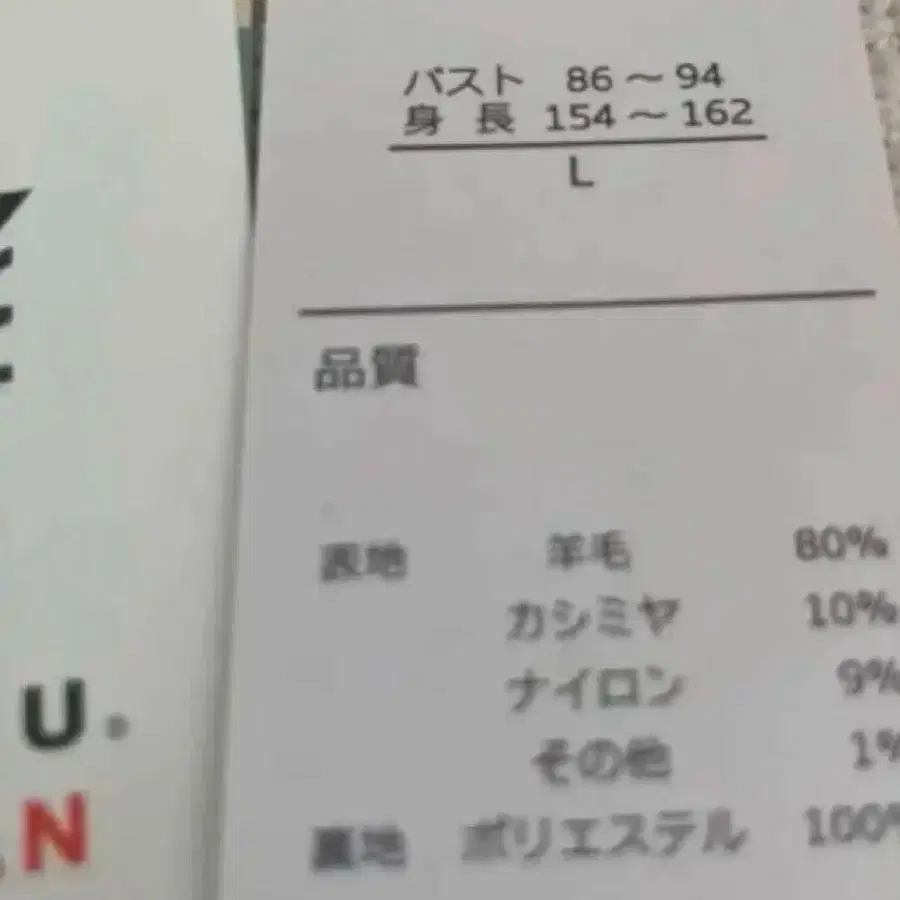 バスト 86～94
身長 154～162
L
品質
表地 羊毛 80%
カシミヤ 10%
ナイロン 9%
その他 1%
裏地 ポリエステル 100%
U.
N